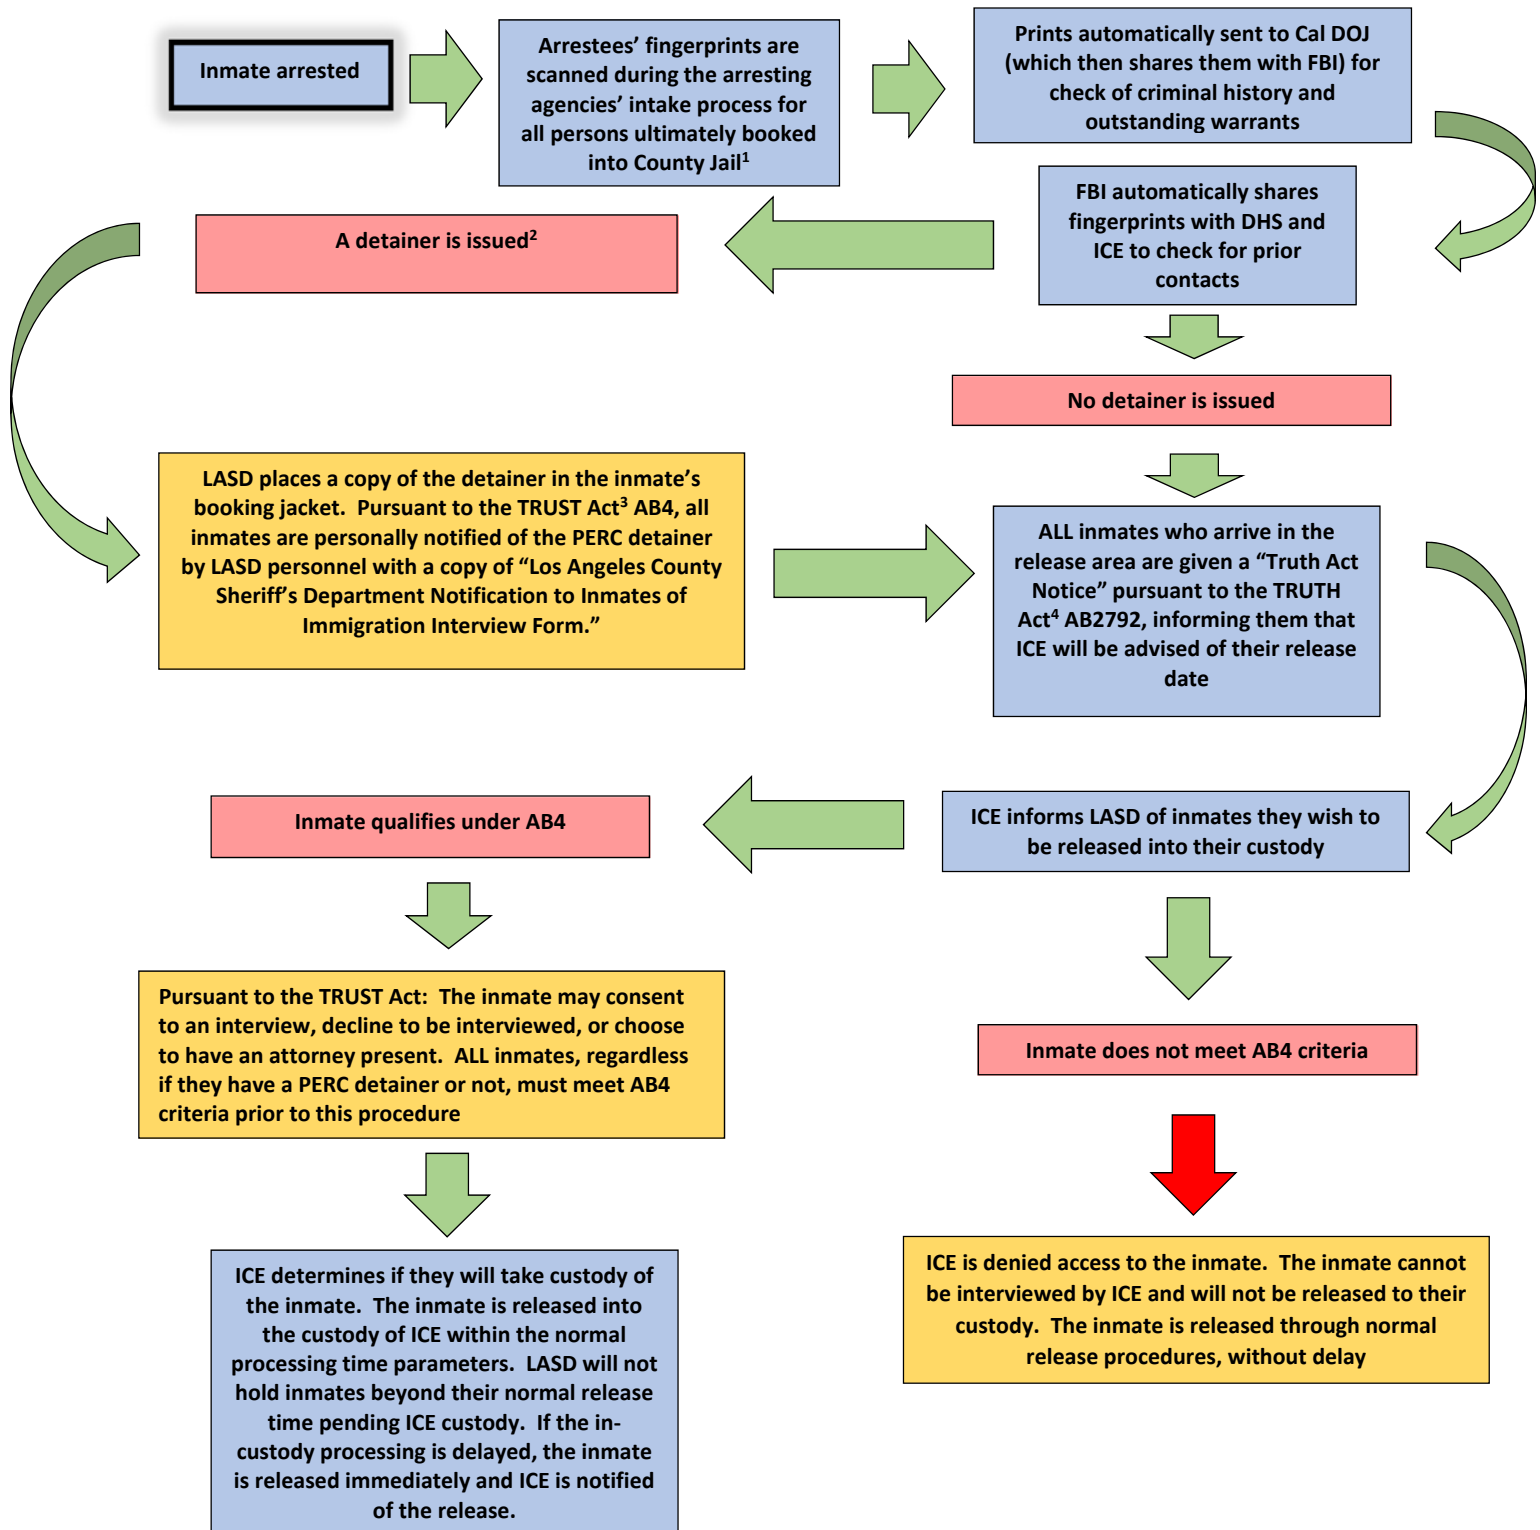 Inmate arrested
Arrestees’ fingerprints are
scanned during the arresting
agencies’ intake process for
all persons ultimately booked
into County Jail¹
Prints automatically sent to Cal DOJ
(which then shares them with FBI) for
check of criminal history and
outstanding warrants
FBI automatically shares
fingerprints with DHS and
ICE to check for prior
contacts
A detainer is issued²
No detainer is issued
LASD places a copy of the detainer in the inmate’s
booking jacket.  Pursuant to the TRUST Act³ AB4, all
inmates are personally notified of the PERC detainer
by LASD personnel with a copy of “Los Angeles County
Sheriff’s Department Notification to Inmates of
Immigration Interview Form.”
ALL inmates who arrive in the
release area are given a “Truth Act
Notice” pursuant to the TRUTH
Act⁴ AB2792, informing them that
ICE will be advised of their release
date
ICE informs LASD of inmates they wish to
be released into their custody
Inmate qualifies under AB4
Pursuant to the TRUST Act:  The inmate may consent
to an interview, decline to be interviewed, or choose
to have an attorney present.  ALL inmates, regardless
if they have a PERC detainer or not, must meet AB4
criteria prior to this procedure
Inmate does not meet AB4 criteria
ICE determines if they will take custody of
the inmate.  The inmate is released into
the custody of ICE within the normal
processing time parameters.  LASD will not
hold inmates beyond their normal release
time pending ICE custody.  If the in-
custody processing is delayed, the inmate
is released immediately and ICE is notified
of the release.
ICE is denied access to the inmate.  The inmate cannot
be interviewed by ICE and will not be released to their
custody.  The inmate is released through normal
release procedures, without delay